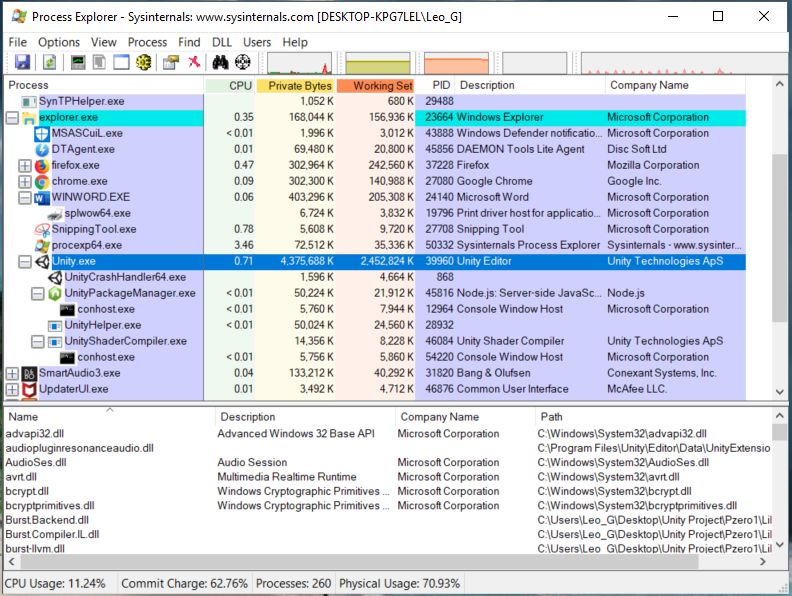 Process Explorer - Sysinternals: www.sysinternals.com [DESKTOP-KPG7LEL\Leo_G]
File Options View Process Find DLL Users Help
Process CPU Private Bytes Working Set PID Description Company Name
SynTPHelper.exe 1,052 K 680 K 29488
explorer.exe 0.35 168,044 K 156,936 K 23664 Windows Explorer Microsoft Corporation
MSASCuiL.exe < 0.01 1,996 K 3,012 K 43888 Windows Defender notificatio... Microsoft Corporation
DTAgent.exe 0.01 69,480 K 20,800 K 45856 DAEMON Tools Lite Agent Disc Soft Ltd
firefox.exe 0.47 302,964 K 242,560 K 37228 Firefox Mozilla Corporation
chrome.exe 0.09 302,300 K 140,988 K 27080 Google Chrome Google Inc.
WINWORD.EXE 0.06 403,296 K 205,308 K 24140 Microsoft Word Microsoft Corporation
splwow64.exe 6,724 K 3,832 K 19796 Print driver host for applicatio... Microsoft Corporation
SnippingTool.exe 0.78 5,608 K 9,720 K 27708 Snipping Tool Microsoft Corporation
procexp64.exe 3.46 72,512 K 35,336 K 50332 Sysinternals Process Explorer Sysinternals - www.sysinter...
Unity.exe 0.71 4,375,688 K 2,452,824 K 39960 Unity Editor Unity Technologies ApS
UnityCrashHandler64.exe 1,596 K 4,664 K 868
UnityPackageManager.exe < 0.01 50,224 K 21,912 K 45816 Node.js: Server-side JavaSc... Node.js
conhost.exe < 0.01 5,760 K 7,944 K 12964 Console Window Host Microsoft Corporation
UnityHelper.exe < 0.01 50,024 K 24,560 K 28932
UnityShaderCompiler.exe 14,356 K 8,228 K 46084 Unity Shader Compiler Unity Technologies ApS
conhost.exe < 0.01 5,756 K 5,860 K 54220 Console Window Host Microsoft Corporation
SmartAudio3.exe 0.04 133,212 K 40,292 K 31820 Bang & Olufsen Conexant Systems, Inc.
UpdaterUI.exe 0.01 3,492 K 4,712 K 46876 Common User Interface McAfee LLC.
Name Description Company Name Path
advapi32.dll Advanced Windows 32 Base API Microsoft Corporation C:\Windows\System32\advapi32.dll
audiopluginresonanceaudio.dll C:\Program Files\Unity\Editor\Data\UnityExtensio
AudioSes.dll Audio Session Microsoft Corporation C:\Windows\System32\AudioSes.dll
avrt.dll Multimedia Realtime Runtime Microsoft Corporation C:\Windows\System32\avrt.dll
bcrypt.dll Windows Cryptographic Primitives ... Microsoft Corporation C:\Windows\System32\bcrypt.dll
bcryptprimitives.dll Windows Cryptographic Primitives ... Microsoft Corporation C:\Windows\System32\bcryptprimitives.dll
Burst.Backend.dll C:\Users\Leo_G\Desktop\Unity Project\Pzero1\Lil
Burst.Compiler.IL.dll C:\Users\Leo_G\Desktop\Unity Project\Pzero1\Lil
burst-llvm.dll C:\Users\Leo_G\Desktop\Unity Project\Pzero1\Lil
CPU Usage: 11.24% Commit Charge: 62.76% Processes: 260 Physical Usage: 70.93%